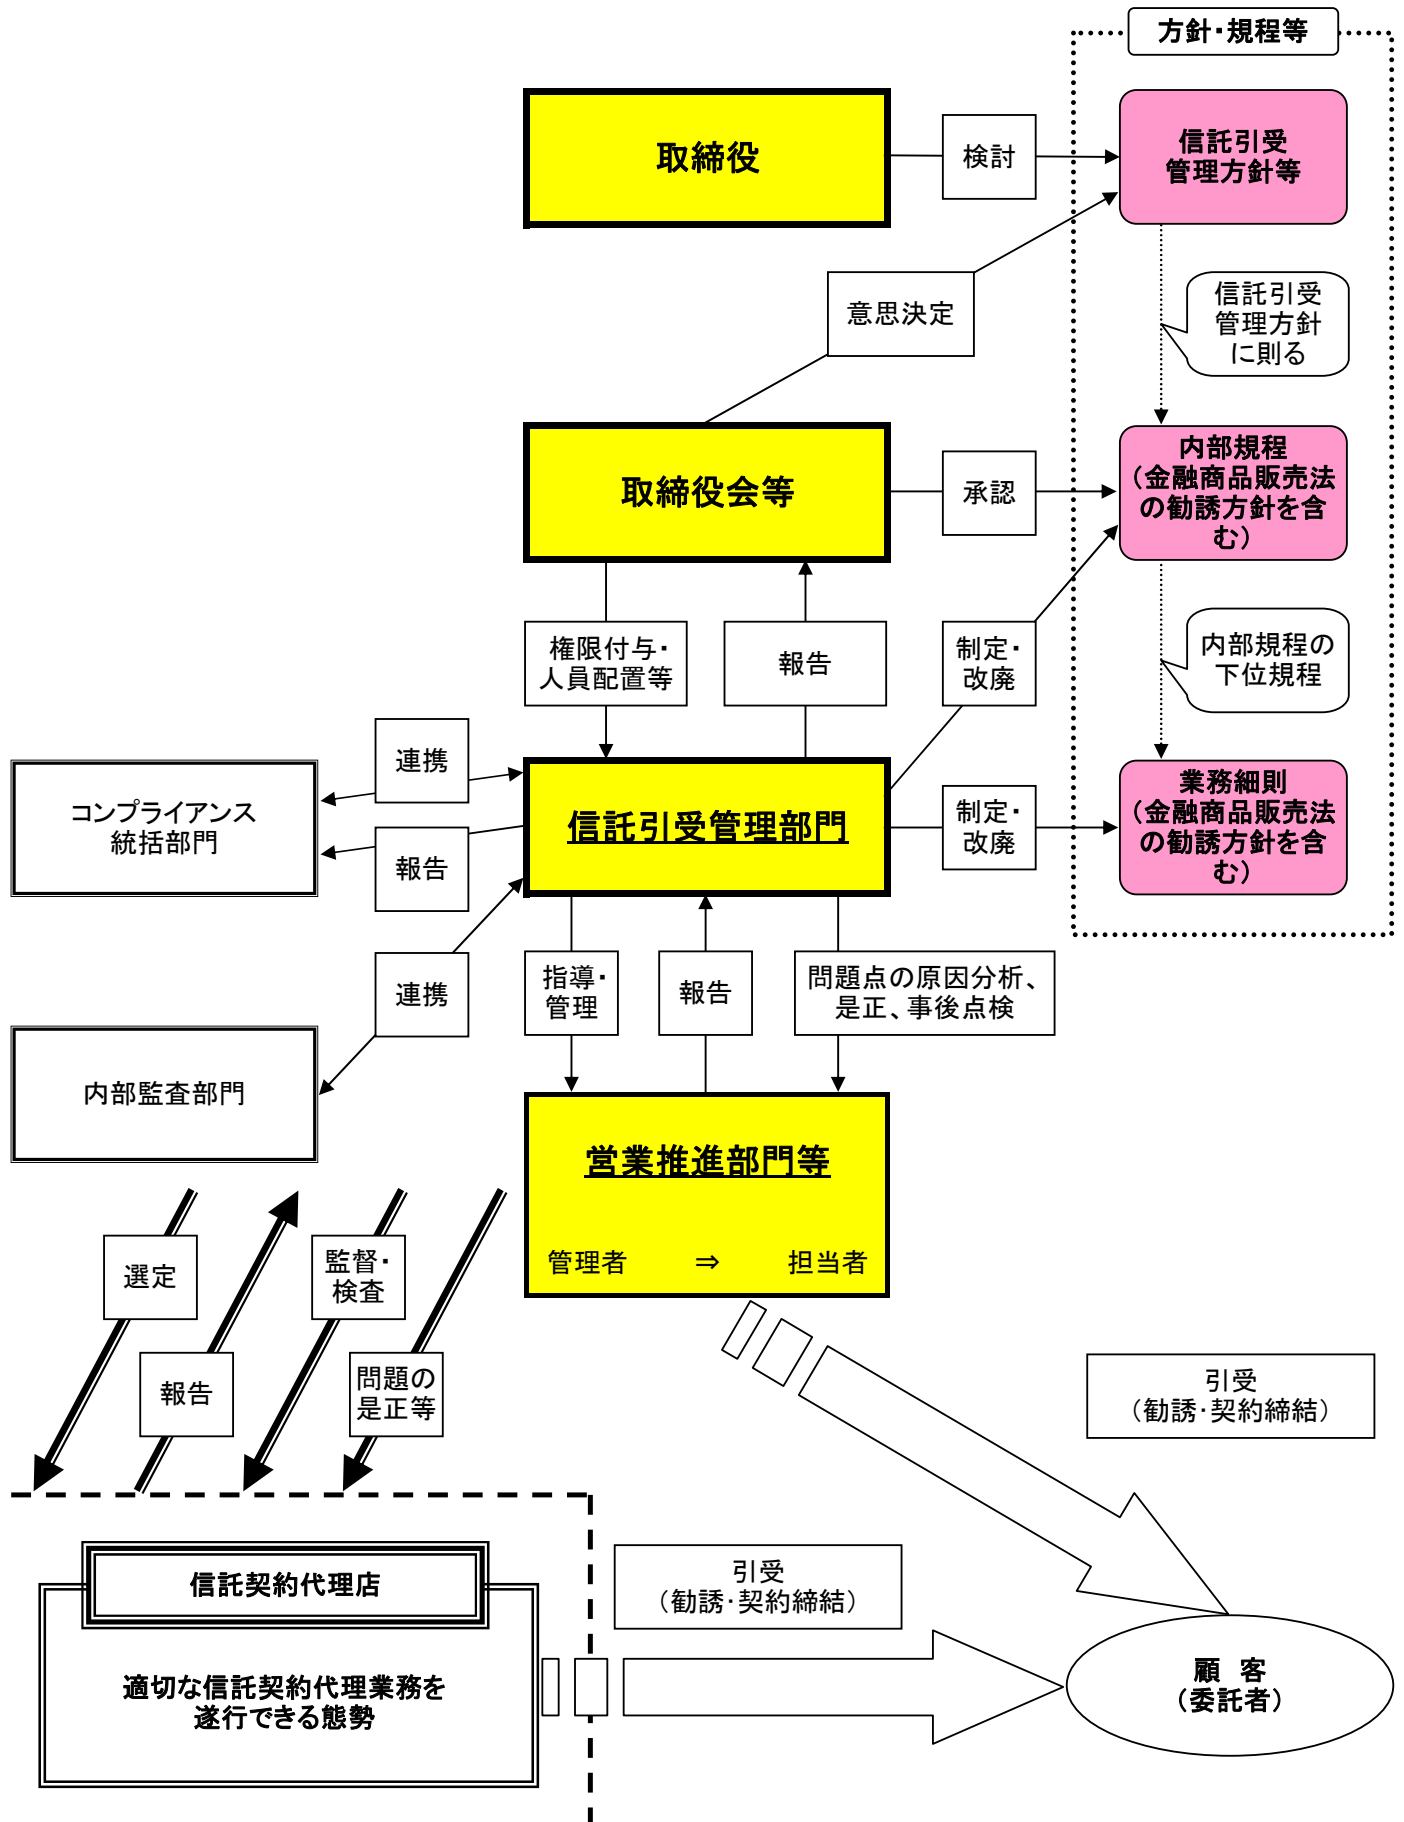 方針・規程等
取締役
検討
信託引受
管理方針等
意思決定
信託引受
管理方針
に則る
取締役会等
承認
内部規程
（金融商品販売法
の勧誘方針を含
む）
権限付与・
人員配置等
報告
制定・
改廃
内部規程の
下位規程
連携
コンプライアンス
統括部門
報告
信託引受管理部門
制定・
改廃
業務細則
（金融商品販売法
の勧誘方針を含
む）
連携
指導・
管理
報告
問題点の原因分析、
是正、事後点検
内部監査部門
営業推進部門等
管理者　⇒　担当者
選定
報告
監督・
検査
問題の
是正等
引受
（勧誘・契約締結）
信託契約代理店
適切な信託契約代理業務を
遂行できる態勢
引受
（勧誘・契約締結）
顧　客
（委託者）